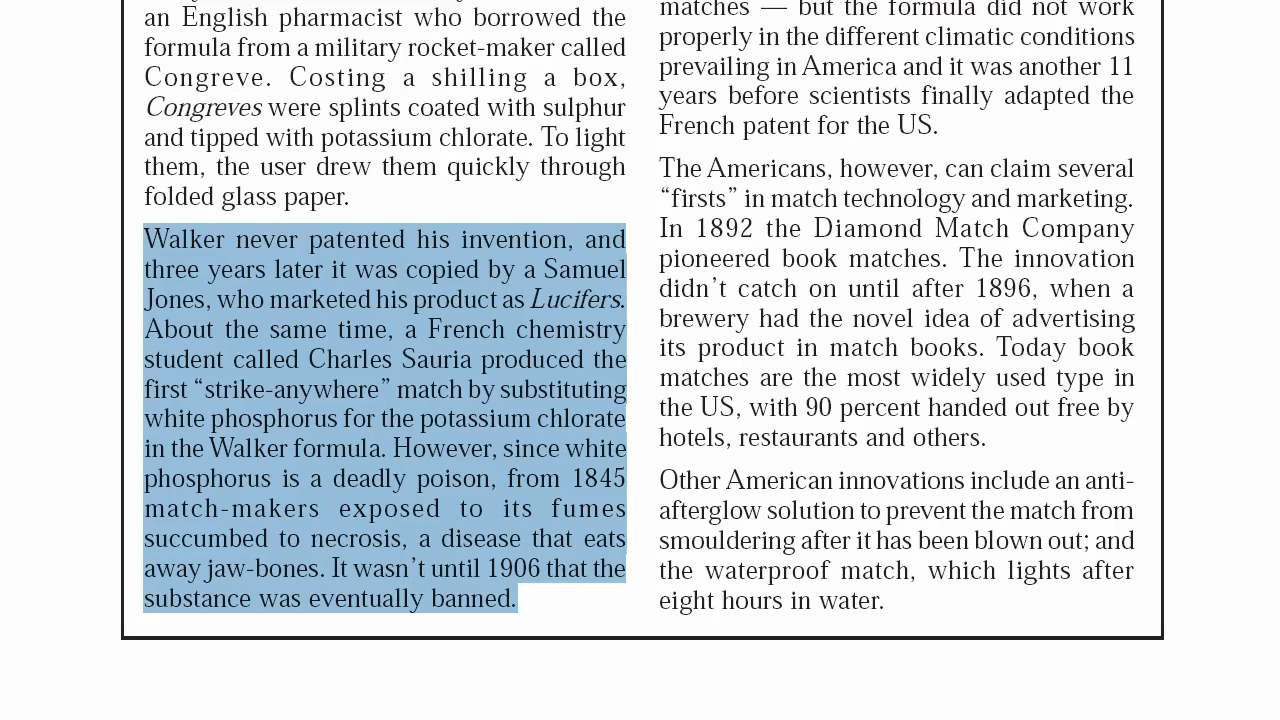 an English pharmacist who borrowed the
formula from a military rocket-maker called
Congreve. Costing a shilling a box,
Congreves were splints coated with sulphur
and tipped with potassium chlorate. To light
them, the user drew them quickly through
folded glass paper.
Walker never patented his invention, and
three years later it was copied by a Samuel
Jones, who marketed his product as Lucifers.
About the same time, a French chemistry
student called Charles Sauria produced the
first “strike-anywhere” match by substituting
white phosphorus for the potassium chlorate
in the Walker formula. However, since white
phosphorus is a deadly poison, from 1845
match-makers exposed to its fumes
succumbed to necrosis, a disease that eats
away jaw-bones. It wasn’t until 1906 that the
substance was eventually banned.
matches — but the formula did not work
properly in the different climatic conditions
prevailing in America and it was another 11
years before scientists finally adapted the
French patent for the US.
The Americans, however, can claim several
“firsts” in match technology and marketing.
In 1892 the Diamond Match Company
pioneered book matches. The innovation
didn’t catch on until after 1896, when a
brewery had the novel idea of advertising
its product in match books. Today book
matches are the most widely used type in
the US, with 90 percent handed out free by
hotels, restaurants and others.
Other American innovations include an anti-
afterglow solution to prevent the match from
smouldering after it has been blown out; and
the waterproof match, which lights after
eight hours in water.